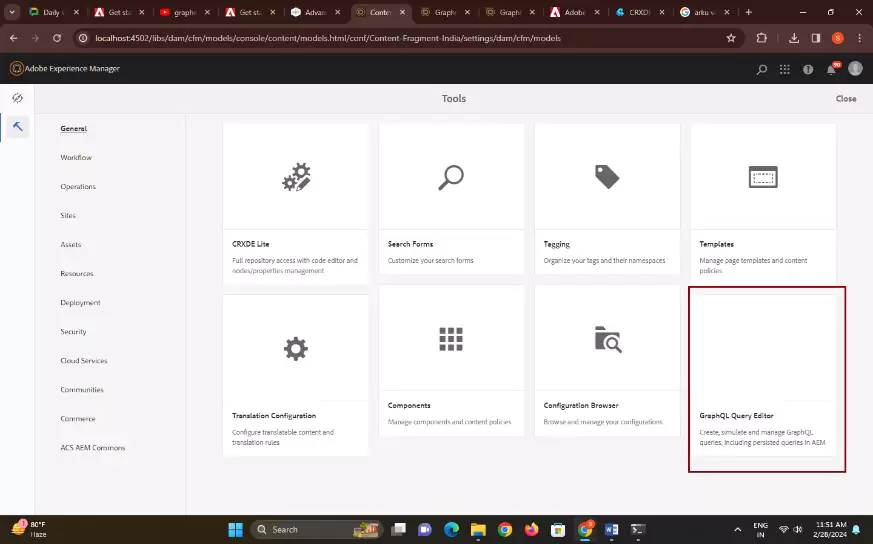 Daily s
Get sta
graphe
Get sta
Advan
Conten
Graph
Graphi
Adobe
CRXDE
arku v
localhost:4502/libs/dam/cfm/models/console/content/models.html/conf/Content-Fragment-India/settings/dam/cfm/models
S
Adobe Experience Manager
90
Tools
Close
General
Workflow
Operations
Sites
Assets
Resources
Deployment
Security
Cloud Services
Communities
Commerce
ACS AEM Commons
CRXDE Lite
Full repository access with code editor and
nodes/properties management
Search Forms
Customize your search forms
Tagging
Organize your tags and their namespaces
Templates
Manage page templates and content
policies
Translation Configuration
Configure translatable content and
translation rules
Components
Manage components and content policies
Configuration Browser
Browse and manage your configurations
GraphQL Query Editor
Create, simulate and manage GraphQL
queries, including persisted queries in AEM.
80°F
Haze
Search
ENG
IN
11:51 AM
2/28/2024